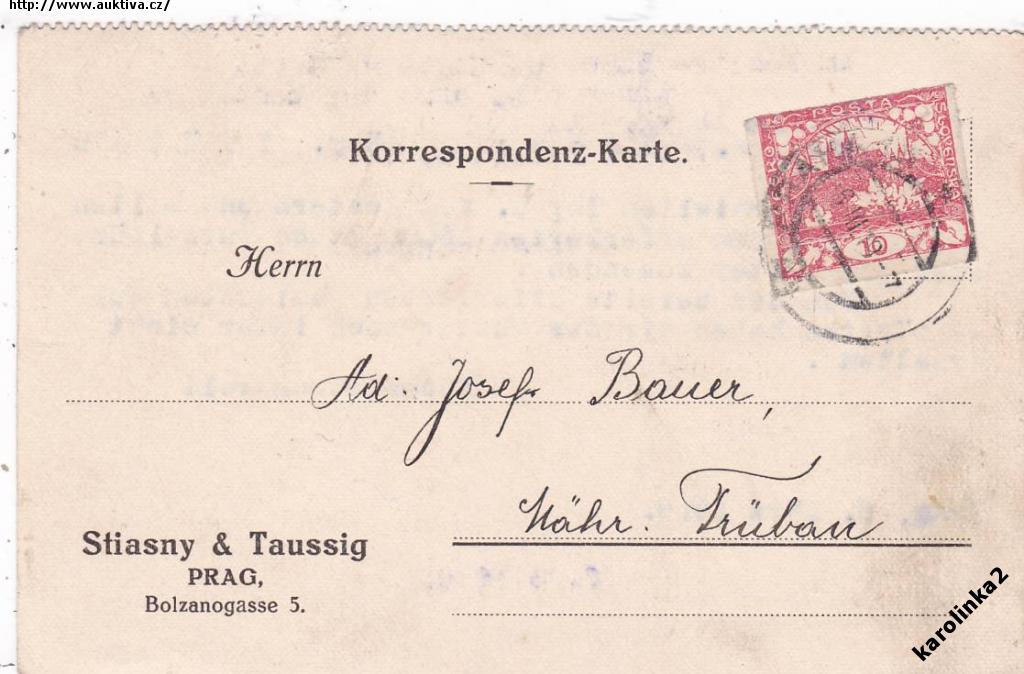 http://www.auktiva.cz/
Korrespondenz-Karte.
POSTA
10
Herrn
Ad. Josef Bauer,
Mähr. Trübau
Stiasny & Taussig
PRAG,
Bolzanogasse 5.
karolinka2